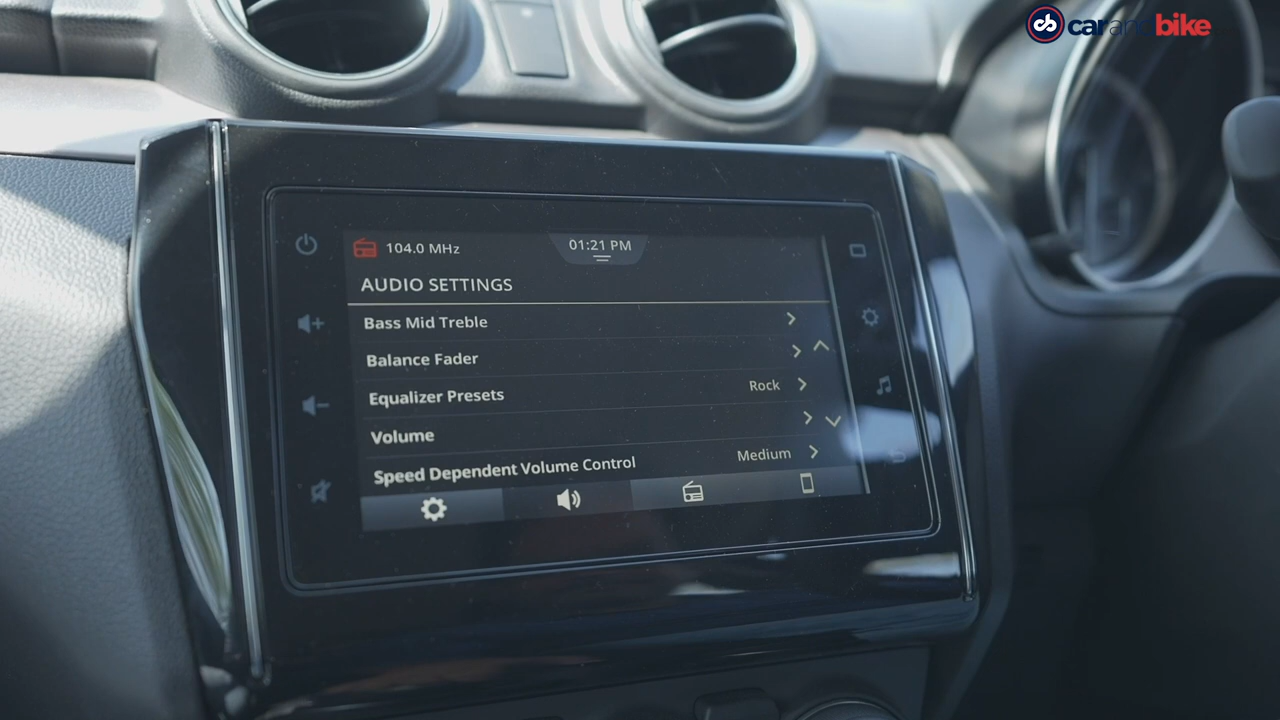 carandbike
104.0 MHz
01:21 PM
AUDIO SETTINGS
Bass Mid Treble
Balance Fader
Equalizer Presets Rock
Volume
Speed Dependent Volume Control Medium